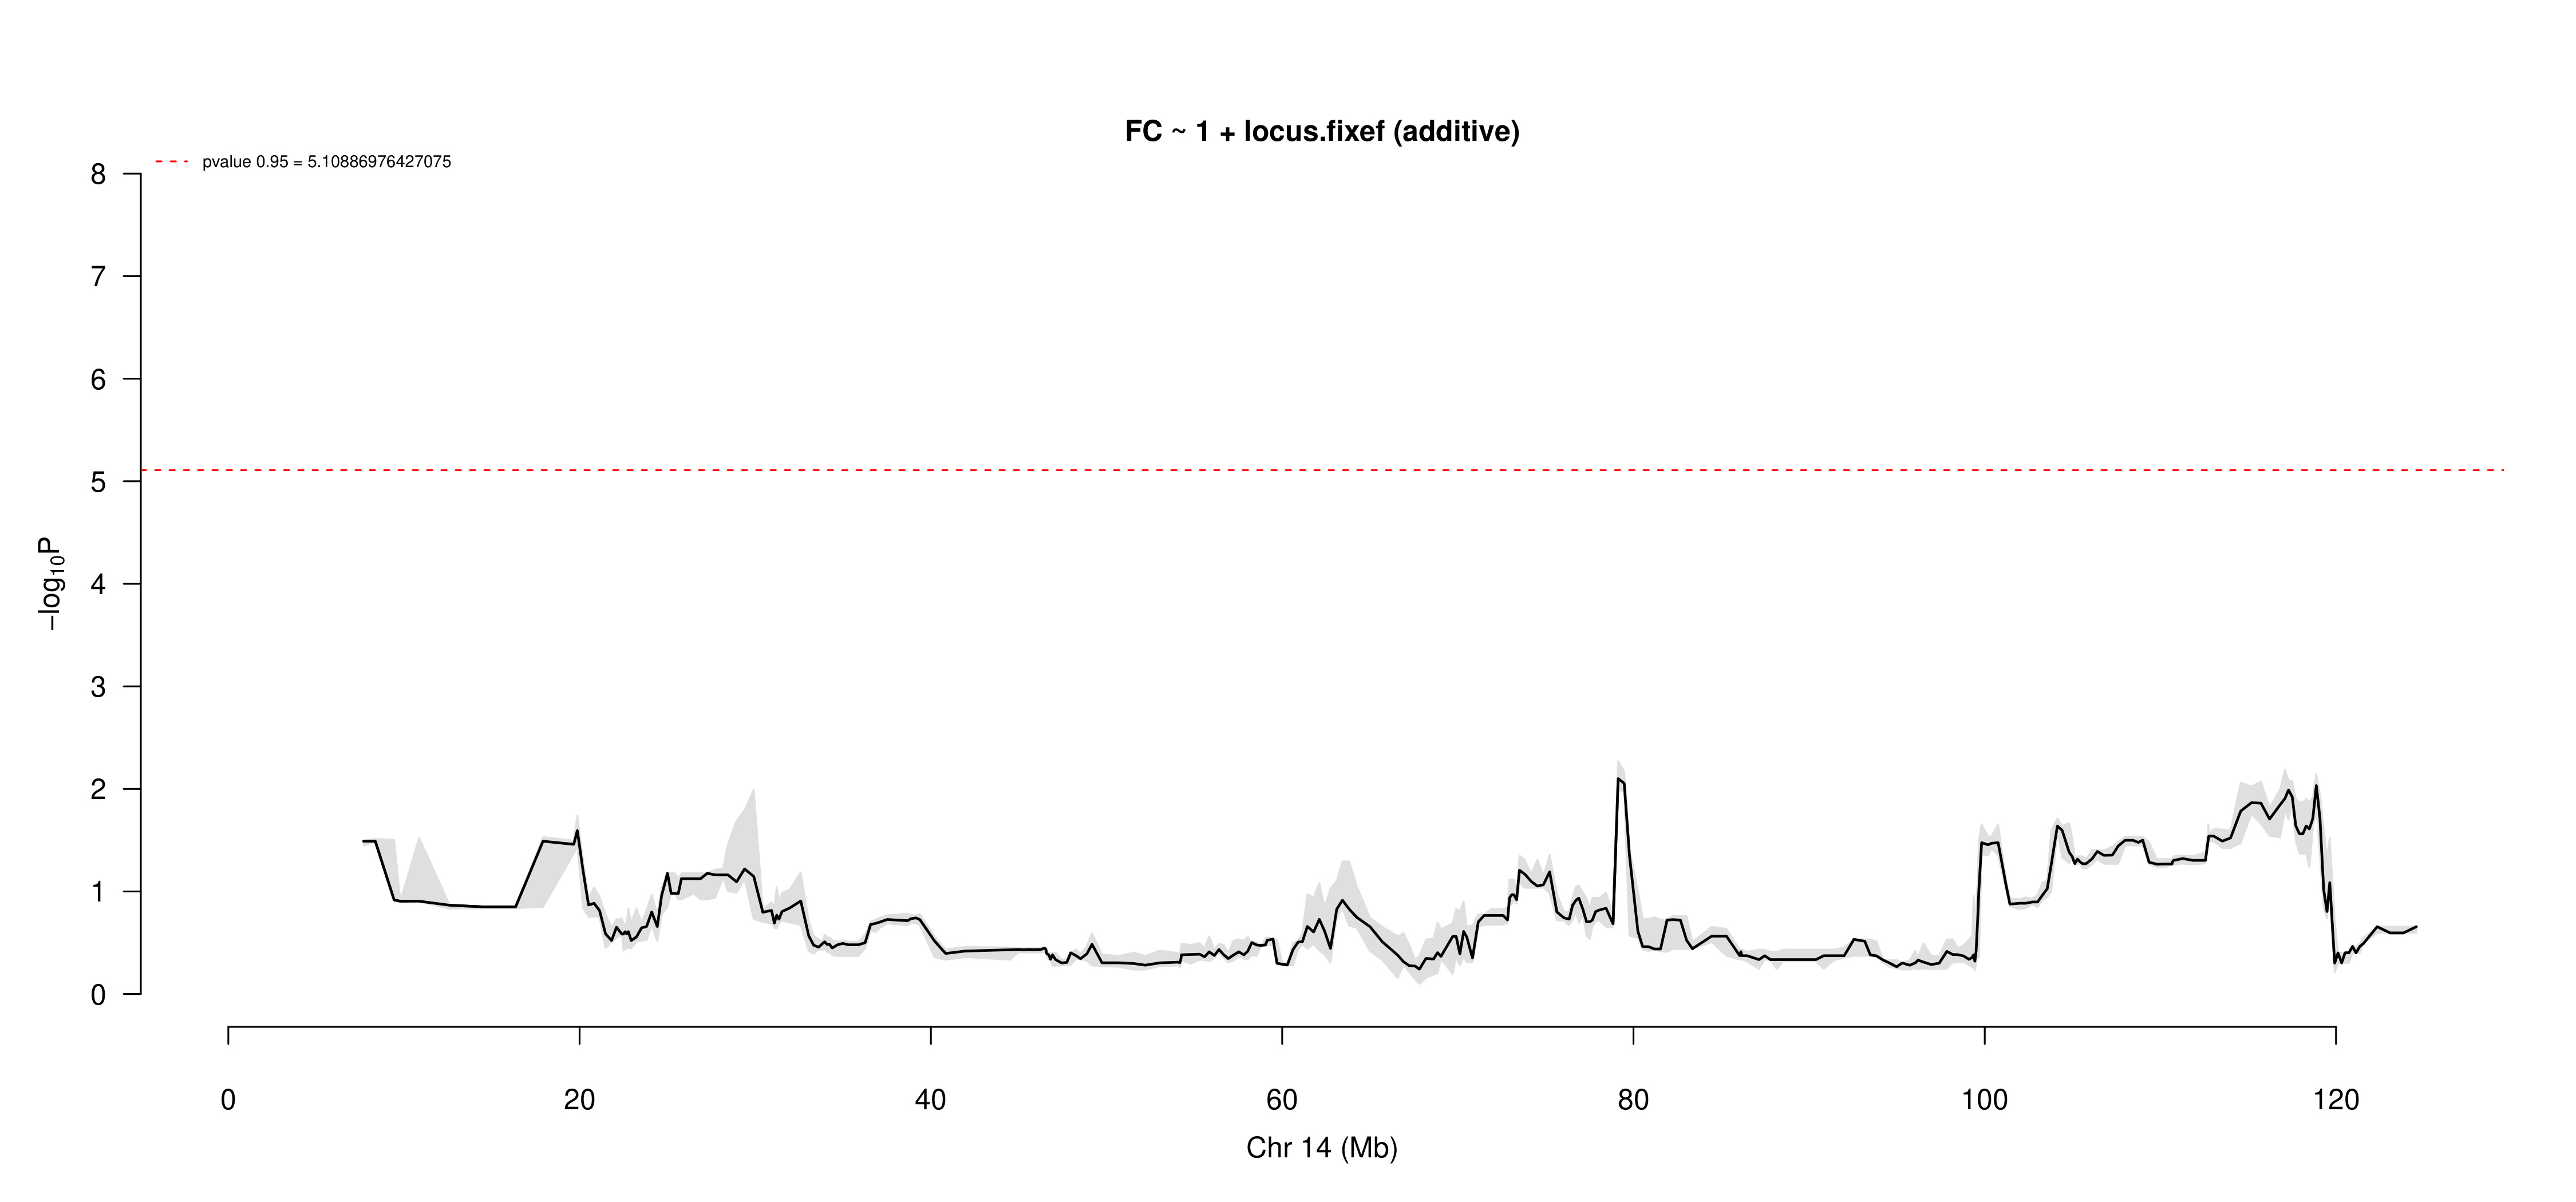 FC ~ 1 + locus.fixef (additive)
pvalue 0.95 = 5.10886976427075
8
7
6
5
4
3
2
1
0
−log10P
0 20 40 60 80 100 120
Chr 14 (Mb)